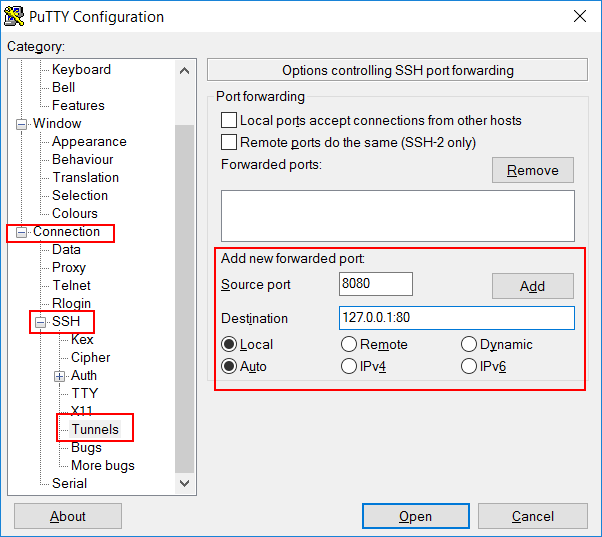 PuTTY Configuration
Category:
Keyboard
Bell
Features
Window
Appearance
Behaviour
Translation
Selection
Colours
Connection
Data
Proxy
Telnet
Rlogin
SSH
Kex
Cipher
Auth
TTY
X11
Tunnels
Bugs
More bugs
Serial
Options controlling SSH port forwarding
Port forwarding
Local ports accept connections from other hosts
Remote ports do the same (SSH-2 only)
Forwarded ports:
Remove
Add new forwarded port:
Source port 8080 Add
Destination 127.0.0.1:80
Local Remote Dynamic
Auto IPv4 IPv6
About Open Cancel